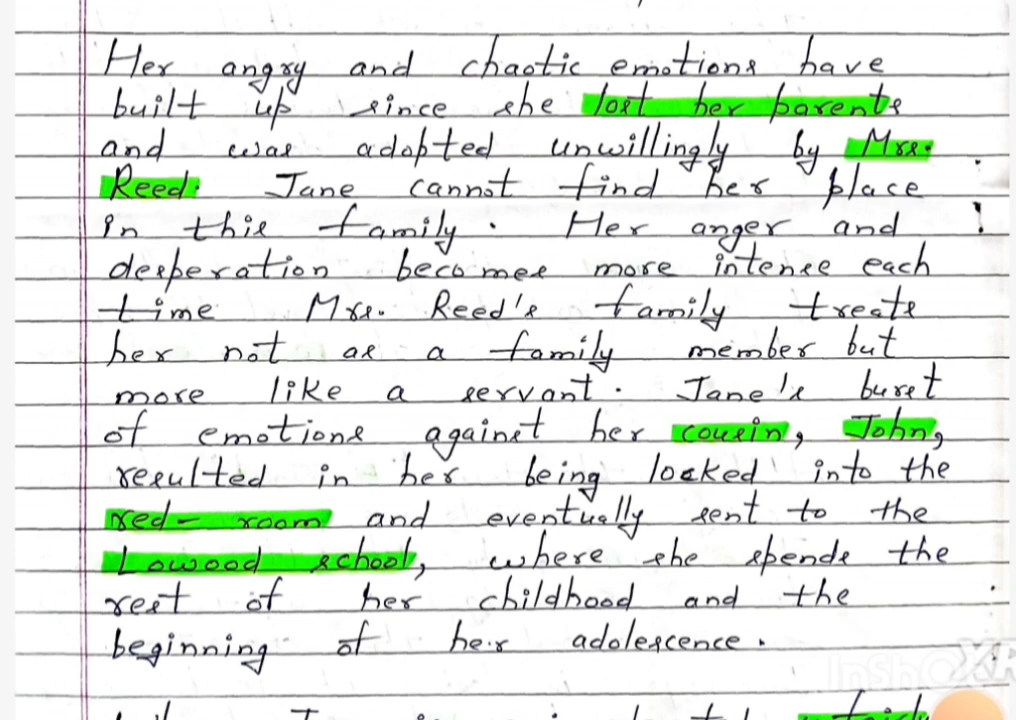 Her angry and chaotic emotions have
built up since she lost her parents
and was adopted unwillingly by Mrs.
Reed. Jane cannot find her place
in this family. Her anger and
desperation becomes more intense each
time Mrs. Reed's family treats
her not as a family member but
more like a servant. Jane's burst
of emotions against her cousin, John,
resulted in her being locked into the
red-room and eventually sent to the
Lowood school, where she spends the
rest of her childhood and the
beginning of her adolescence.